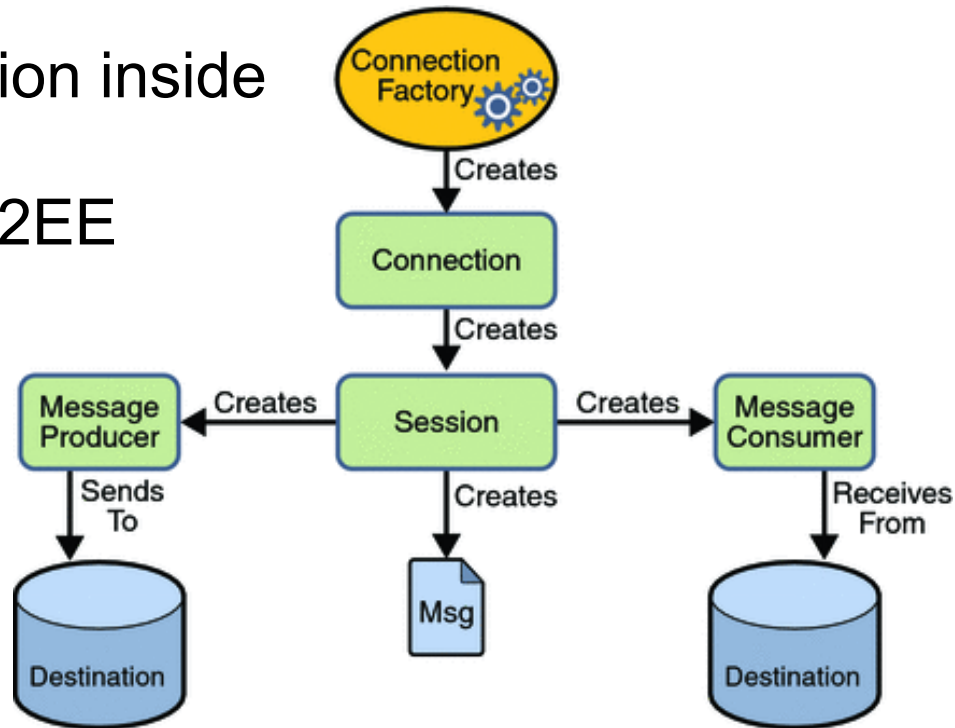 ion inside
2EE
Connection
Factory
Creates
Connection
Creates
Message
Producer
Creates
Session
Creates
Message
Consumer
Sends
To
Creates
Receives
From
Destination
Msg
Destination